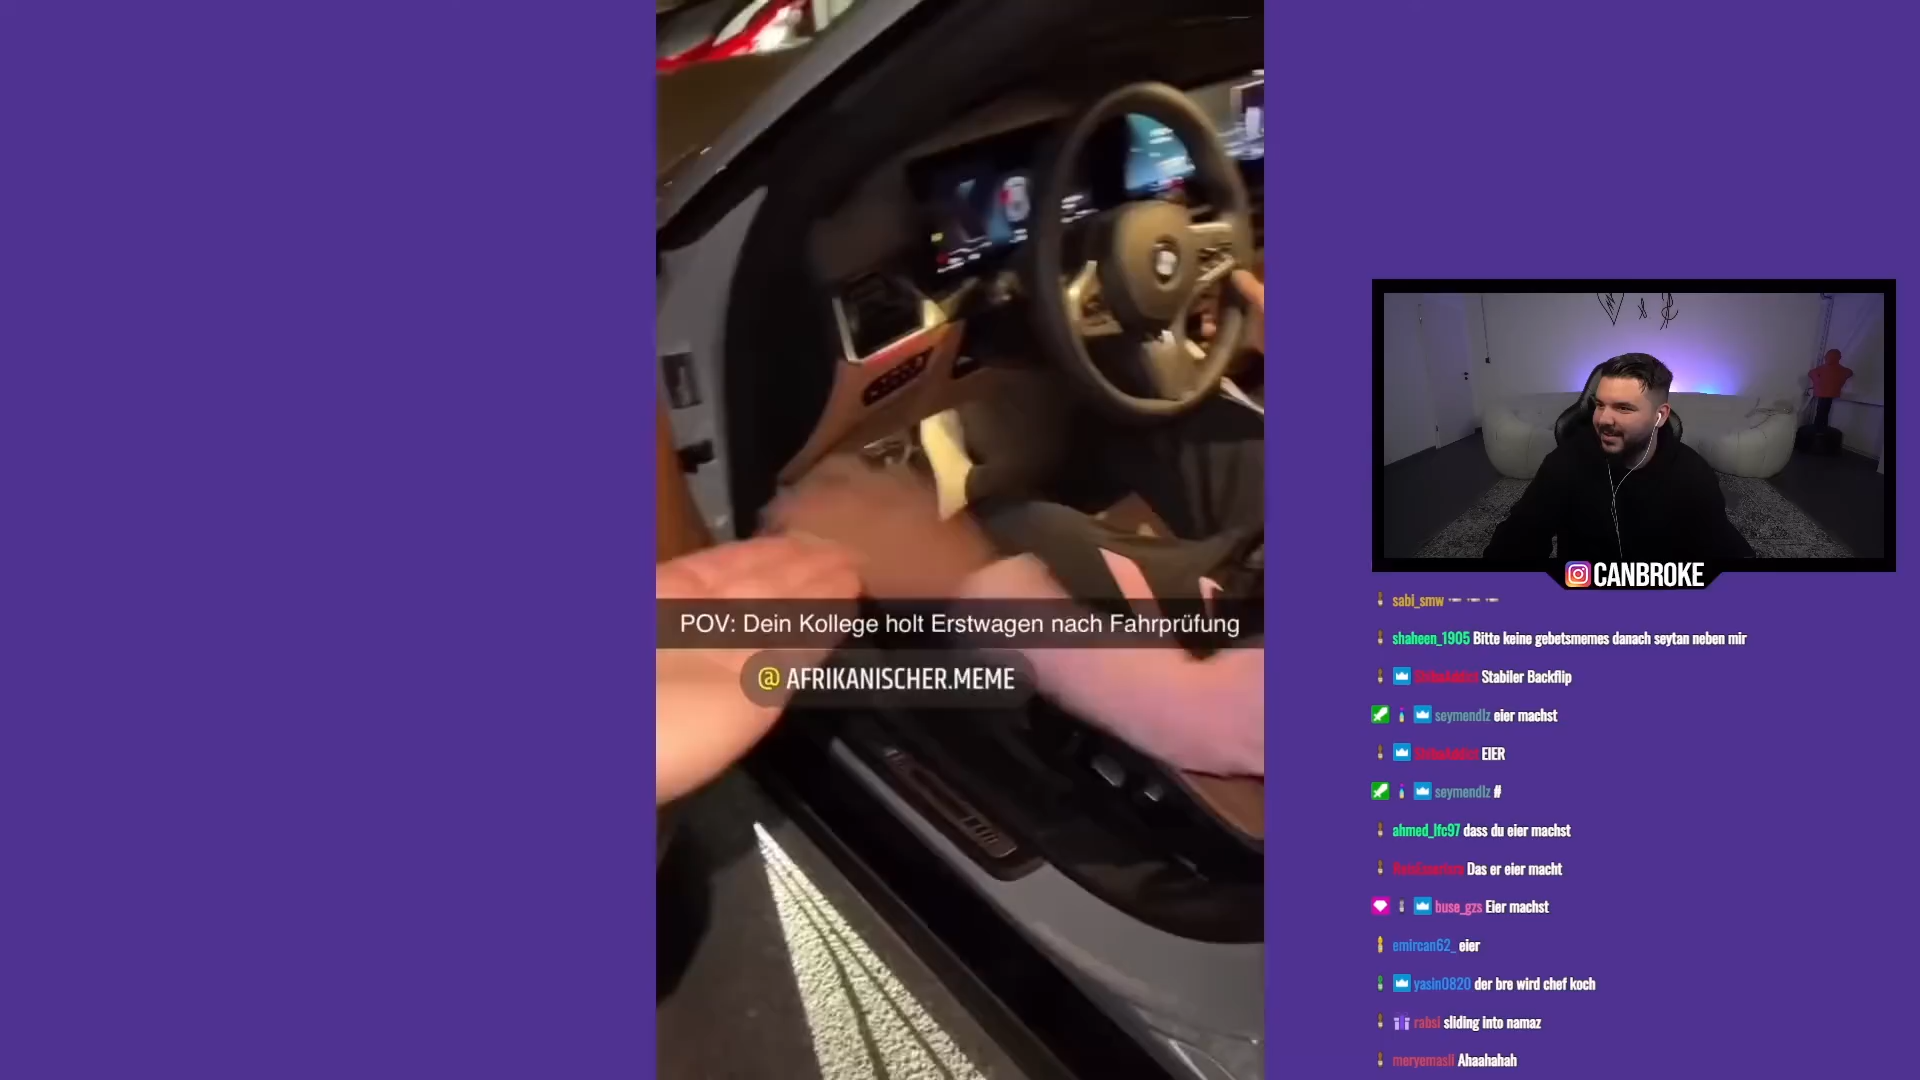 POV: Dein Kollege holt Erstwagen nach Fahrprüfung
@ AFRIKANISCHER.MEME
CANBROKE
sabi_smw
shaheen_1905 Bitte keine gebetsmemes danach seytan neben mir
Stabiler Backflip
seymendlz eier machst
EIER
seymendlz #
ahmed_lfc97 dass du eier machst
Das er eier macht
buse_gzs Eier machst
emircan62_ eier
yasin0820 der bre wird chef koch
rabsi sliding into namaz
meryemasll Ahaahahah